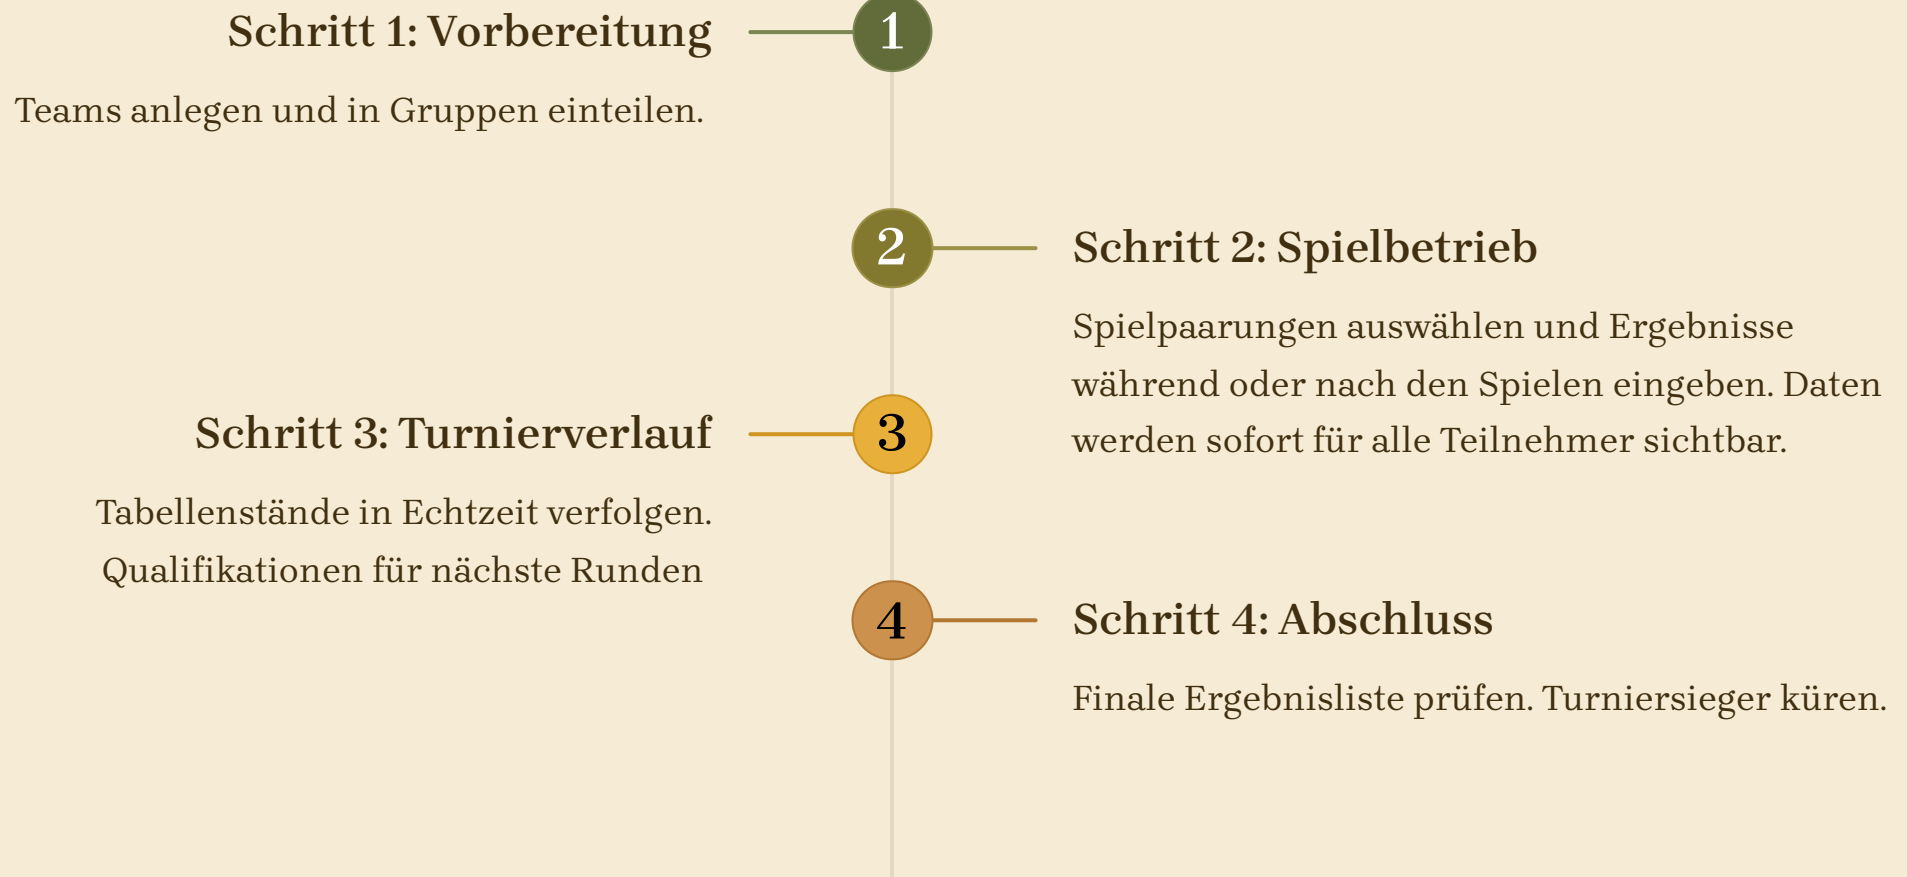 Schritt 1: Vorbereitung
1
Teams anlegen und in Gruppen einteilen.
2
Schritt 2: Spielbetrieb
Spielpaarungen auswählen und Ergebnisse
während oder nach den Spielen eingeben. Daten
werden sofort für alle Teilnehmer sichtbar.
Schritt 3: Turnierverlauf
3
Tabellenstände in Echtzeit verfolgen.
Qualifikationen für nächste Runden
4
Schritt 4: Abschluss
Finale Ergebnisliste prüfen. Turniersieger küren.